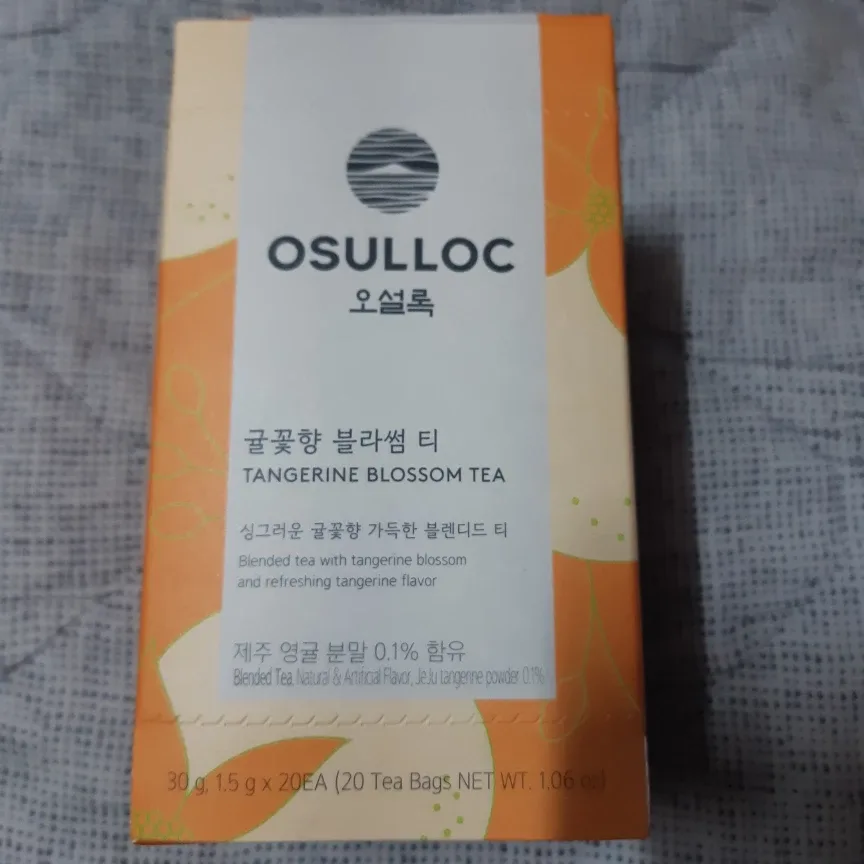 OSULLOC
오설록
귤꽃향 블라썸 티
TANGERINE BLOSSOM TEA
싱그러운 귤꽃향 가득한 블렌디드 티
Blended tea with tangerine blossom
and refreshing tangerine flavor
제주 영귤 분말 0.1% 함유
Blended Tea, Natural & Artificial Flavor, JeJu tangerine powder 0.1%
30 g, 1.5 g x 20EA (20 Tea Bags NET WT. 1.06 oz)